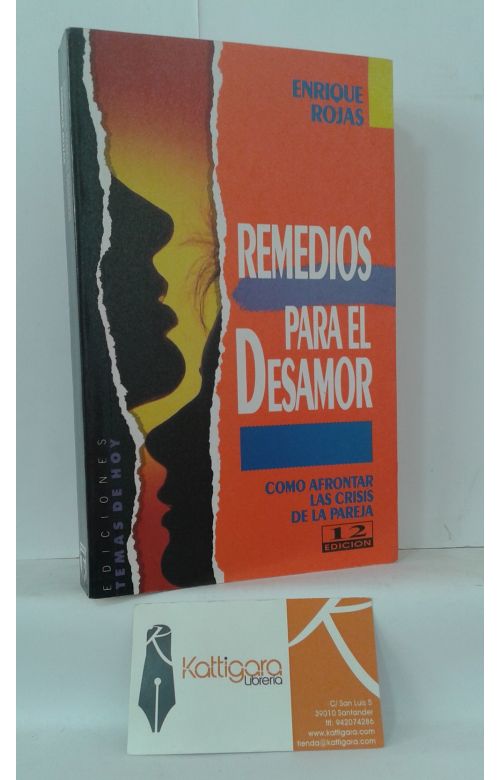 ENRIQUE
ROJAS
REMEDIOS
PARA EL
DESAMOR
COMO AFRONTAR
LAS CRISIS
DE LA PAREJA
12
EDICION
EDICIONES
TEMAS DE HOY
Kattigara
Librería
C/ San Luis 5
39010 Santander
tlf: 942074286
www.kattigara.com
tienda@kattigara.com